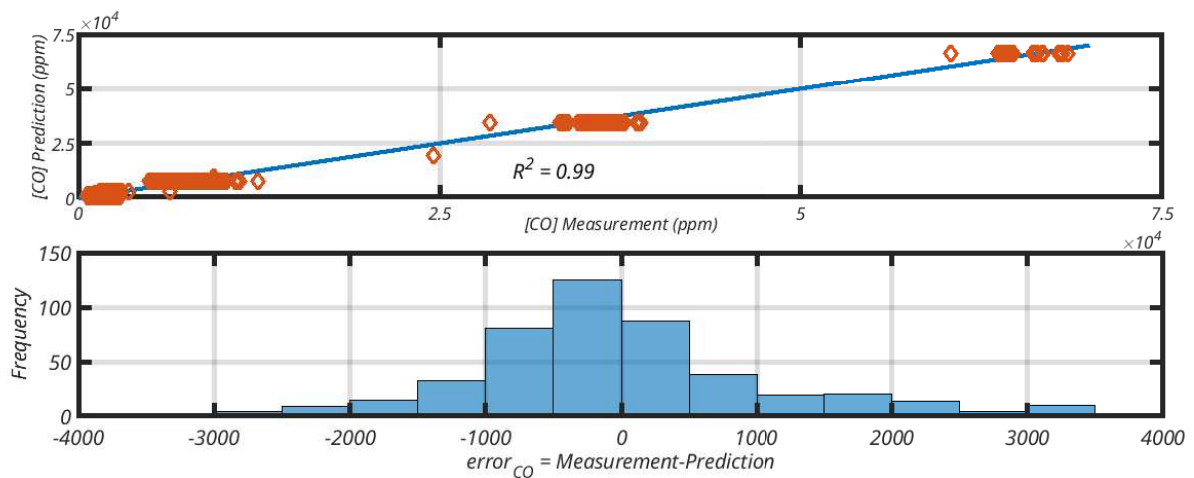 ×10⁴
7.5
5
2.5
0
[CO] Prediction (ppm)
R² = 0.99
0 2.5 5 7.5
[CO] Measurement (ppm)
×10⁴
150
100
50
0
Frequency
-4000 -3000 -2000 -1000 0 1000 2000 3000 4000
error_CO = Measurement-Prediction